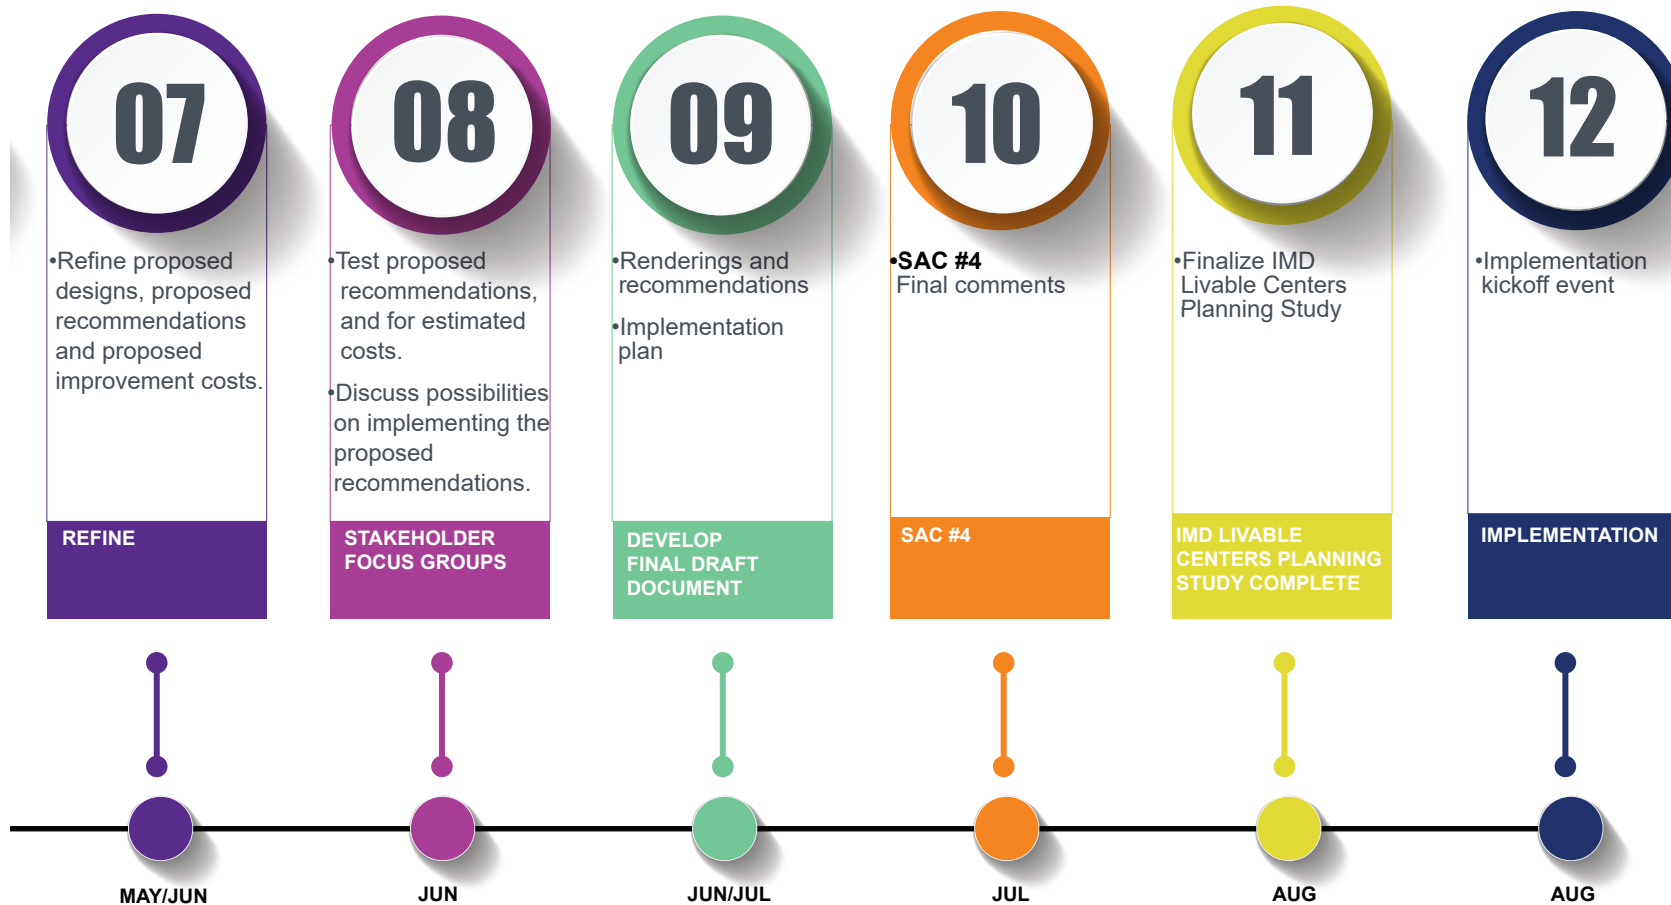 07
•Refine proposed
designs, proposed
recommendations
and proposed
improvement costs.
REFINE
MAY/JUN
08
•Test proposed
recommendations,
and for estimated
costs.
•Discuss possibilities
on implementing the
proposed
recommendations.
STAKEHOLDER
FOCUS GROUPS
JUN
09
•Renderings and
recommendations
•Implementation
plan
DEVELOP
FINAL DRAFT
DOCUMENT
JUN/JUL
10
•SAC #4
Final comments
SAC #4
JUL
11
•Finalize IMD
Livable Centers
Planning Study
IMD LIVABLE
CENTERS PLANNING
STUDY COMPLETE
AUG
12
•Implementation
kickoff event
IMPLEMENTATION
AUG